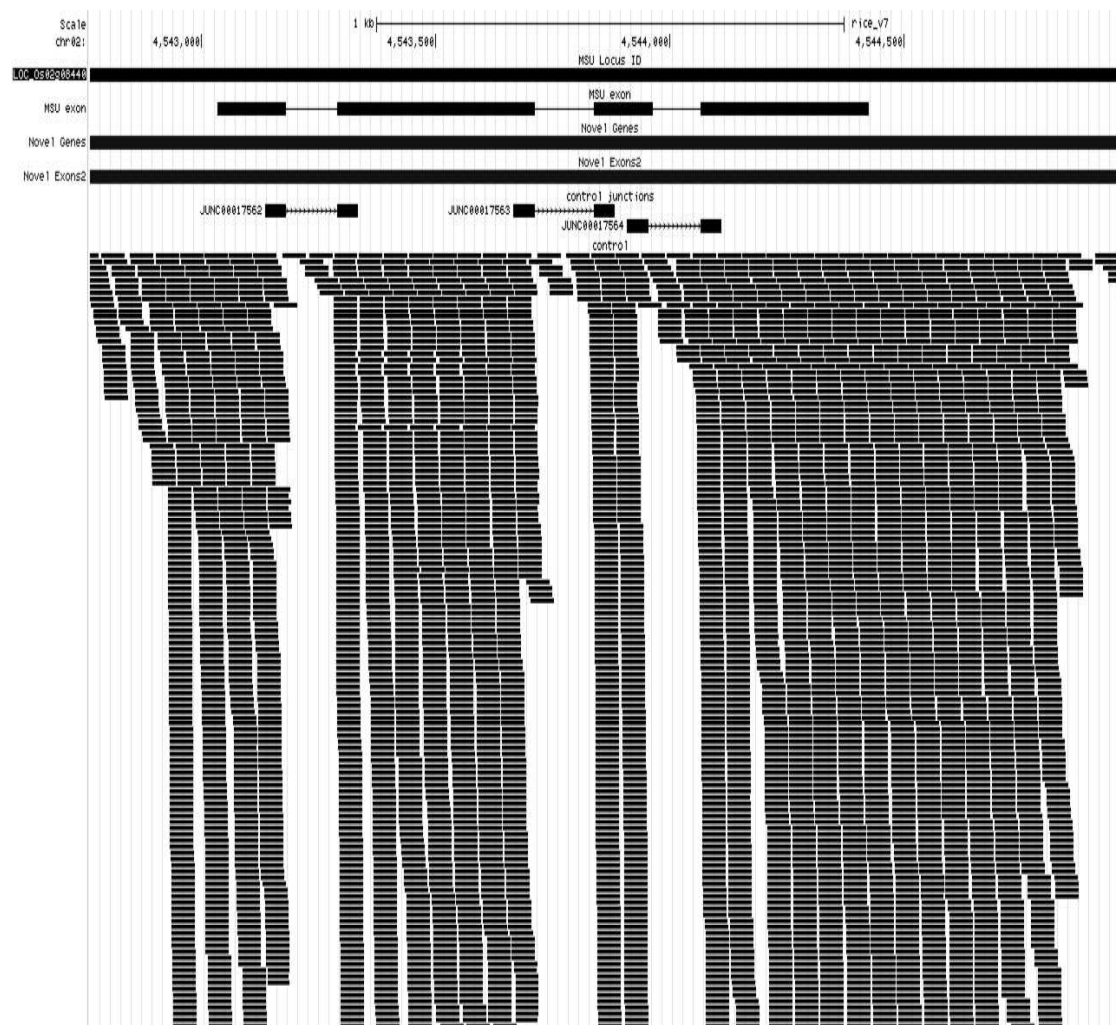 Scale 1 kb rice_v7
chr02: 4,543,000 4,543,500 4,544,000 4,544,500
MSU Locus ID
LOC_Os02g08440
MSU exon
MSU exon
Novel Genes
Novel Genes
Novel Exons2
Novel Exons2
control junctions
JUNC00017562 JUNC00017563
JUNC00017564
control